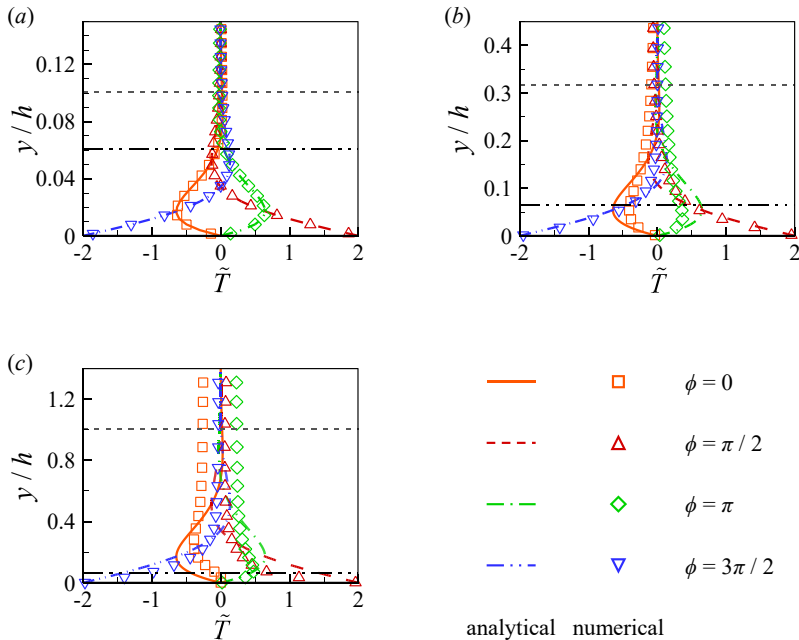 (a)
y / h
0.12
0.08
0.04
0
-2 -1 0 1 2
T̃
(b)
y / h
0.4
0.3
0.2
0.1
0
-2 -1 0 1 2
T̃
(c)
y / h
1.2
0.8
0.4
0
-2 -1 0 1 2
T̃
ϕ = 0
ϕ = π / 2
ϕ = π
ϕ = 3π / 2
analytical numerical